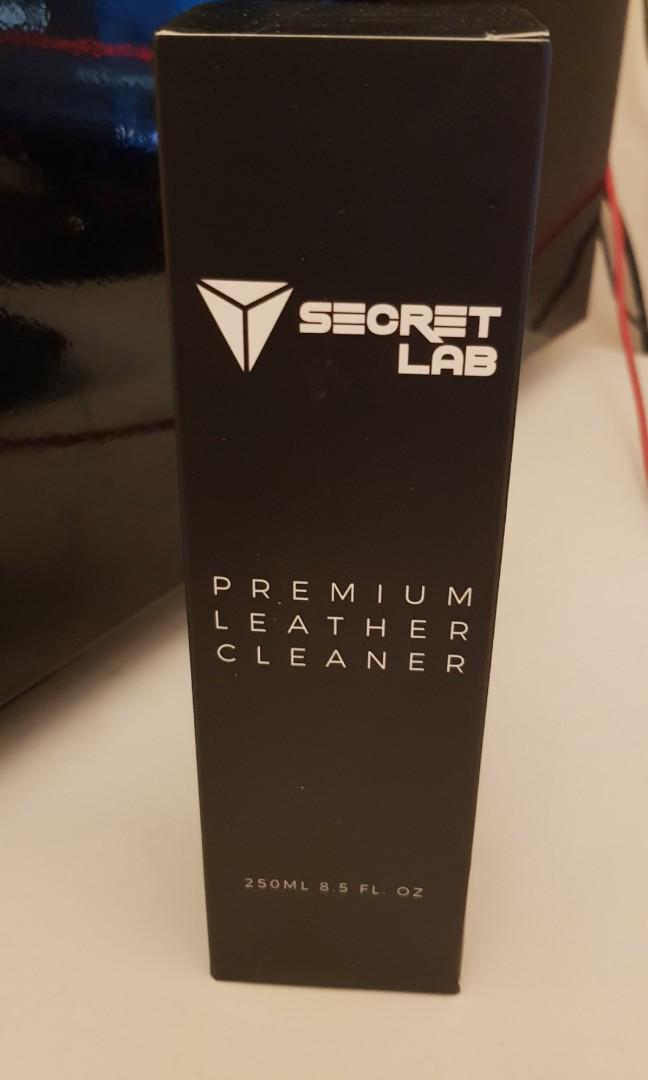 SECRET
LAB
PREMIUM
LEATHER
CLEANER
250ML 8.5 FL. OZ